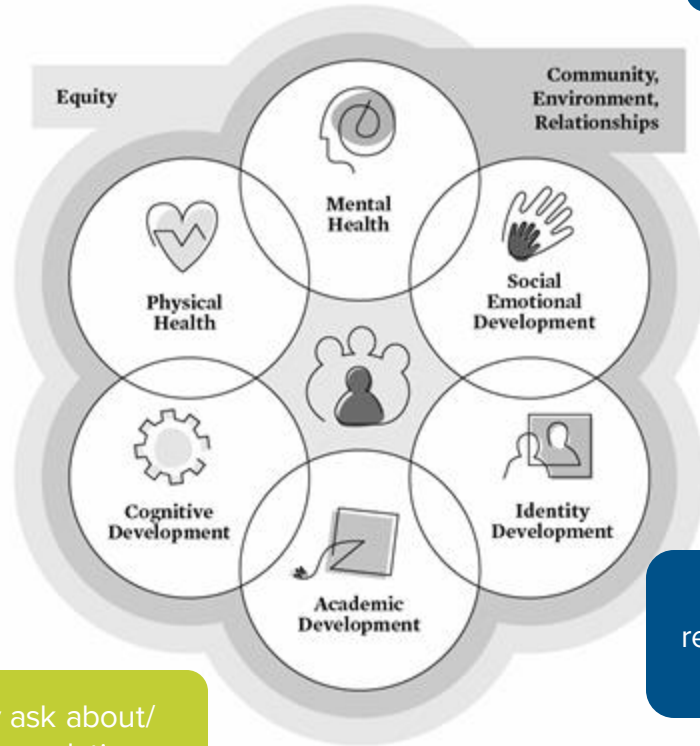 Equity
Community,
Environment,
Relationships
Mental
Health
Physical
Health
Social
Emotional
Development
Cognitive
Development
Identity
Development
Academic
Development
ask about/